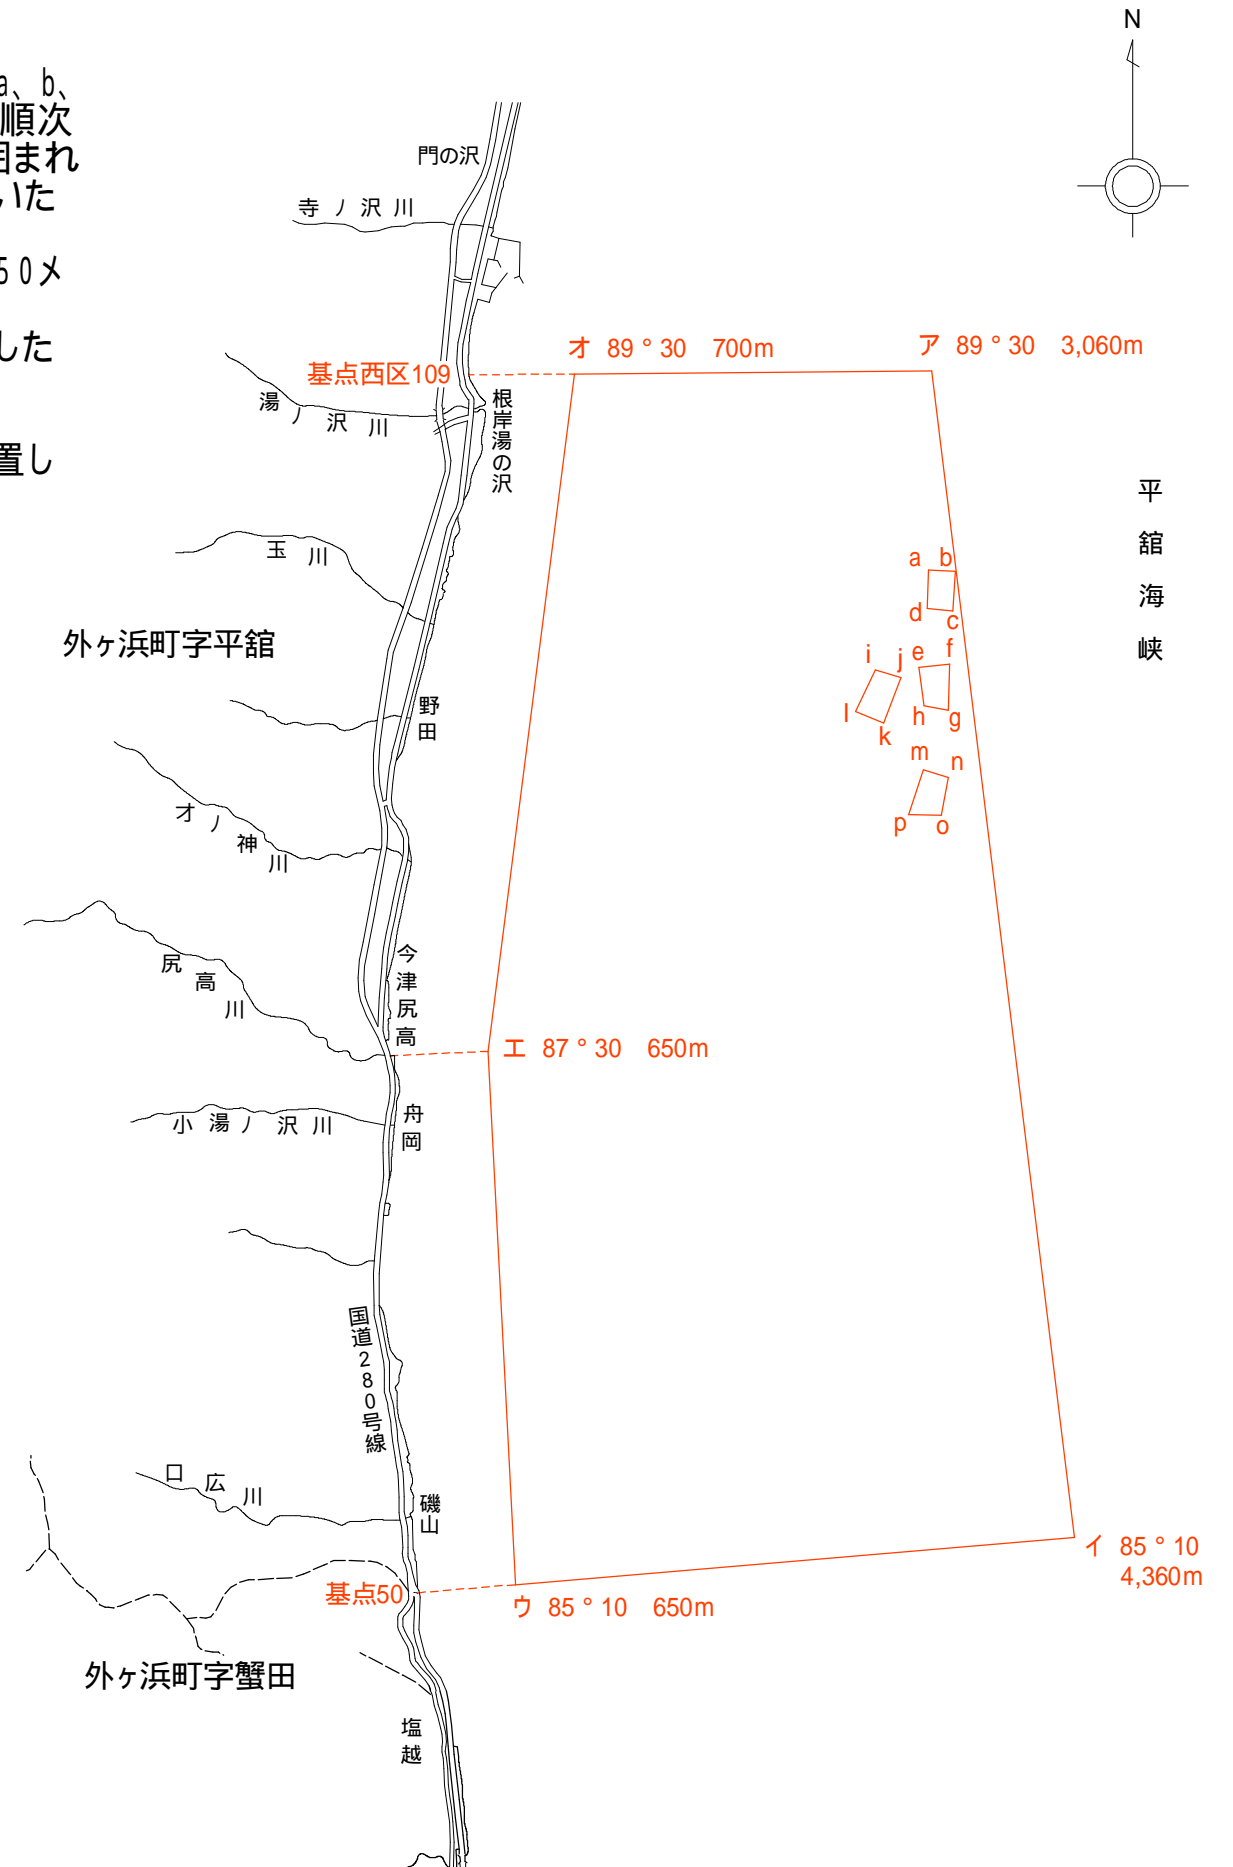 N
a、b、
順次
囲まれ
いた
50メ
した
置し
門の沢
寺ノ沢川
オ 89°30 700m
ア 89°30 3,060m
基点西区109
湯ノ沢川
根岸湯の沢
平舘海峡
玉川
a b
d c
外ヶ浜町字平舘
i j e f
l k h g
野田
m n
p o
オノ神川
尻高川
今津尻高
エ 87°30 650m
小湯ノ沢川
舟岡
国道280号線
口広川
磯山
イ 85°10
4,360m
基点50
ウ 85°10 650m
外ヶ浜町字蟹田
塩越